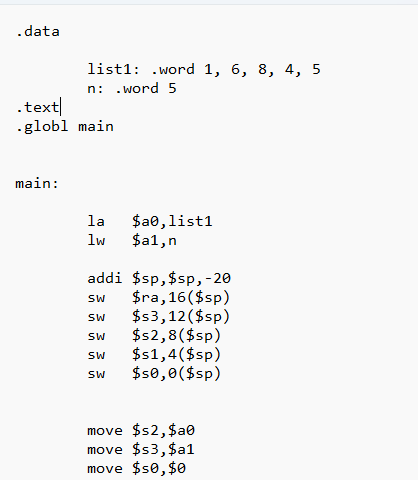 .data
list1: .word 1, 6, 8, 4, 5
n: .word 5
.text
.globl main
main:
la $a0,list1
lw $a1,n
addi $sp,$sp,-20
sw $ra,16($sp)
sw $s3,12($sp)
sw $s2,8($sp)
sw $s1,4($sp)
sw $s0,0($sp)
move $s2,$a0
move $s3,$a1
move $s0,$0